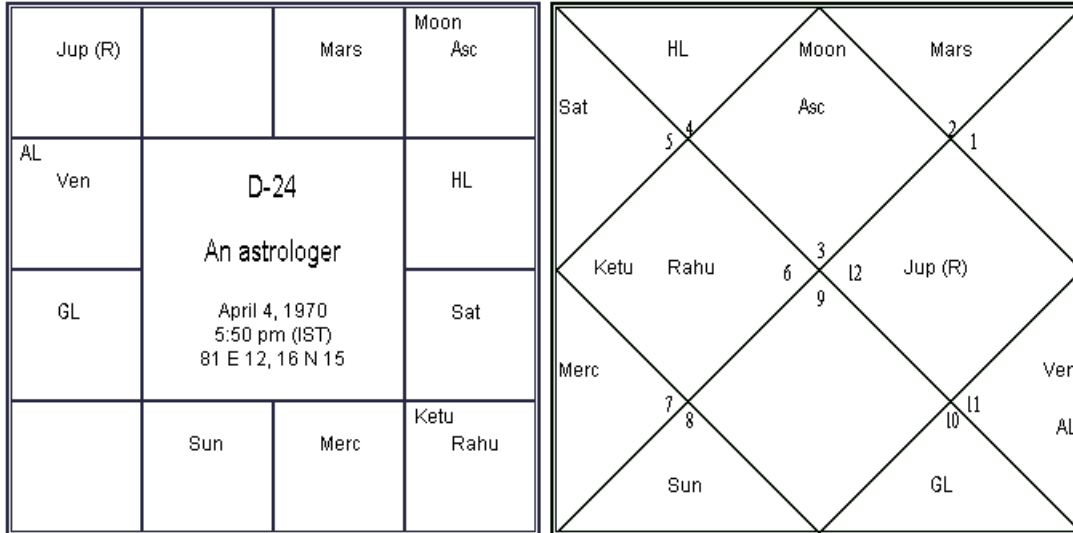 Jup (R)
Mars
Moon
Asc
AL
Ven
D-24
An astrologer
April 4, 1970
5:50 pm (IST)
81 E 12, 16 N 15
HL
GL
Sat
Sun
Merc
Ketu
Rahu
HL
Moon
Mars
Sat
Asc
4
5
2
1
Ketu
Rahu
3
6
12
9
Jup (R)
Merc
7
8
11
10
Ven
AL
Sun
GL